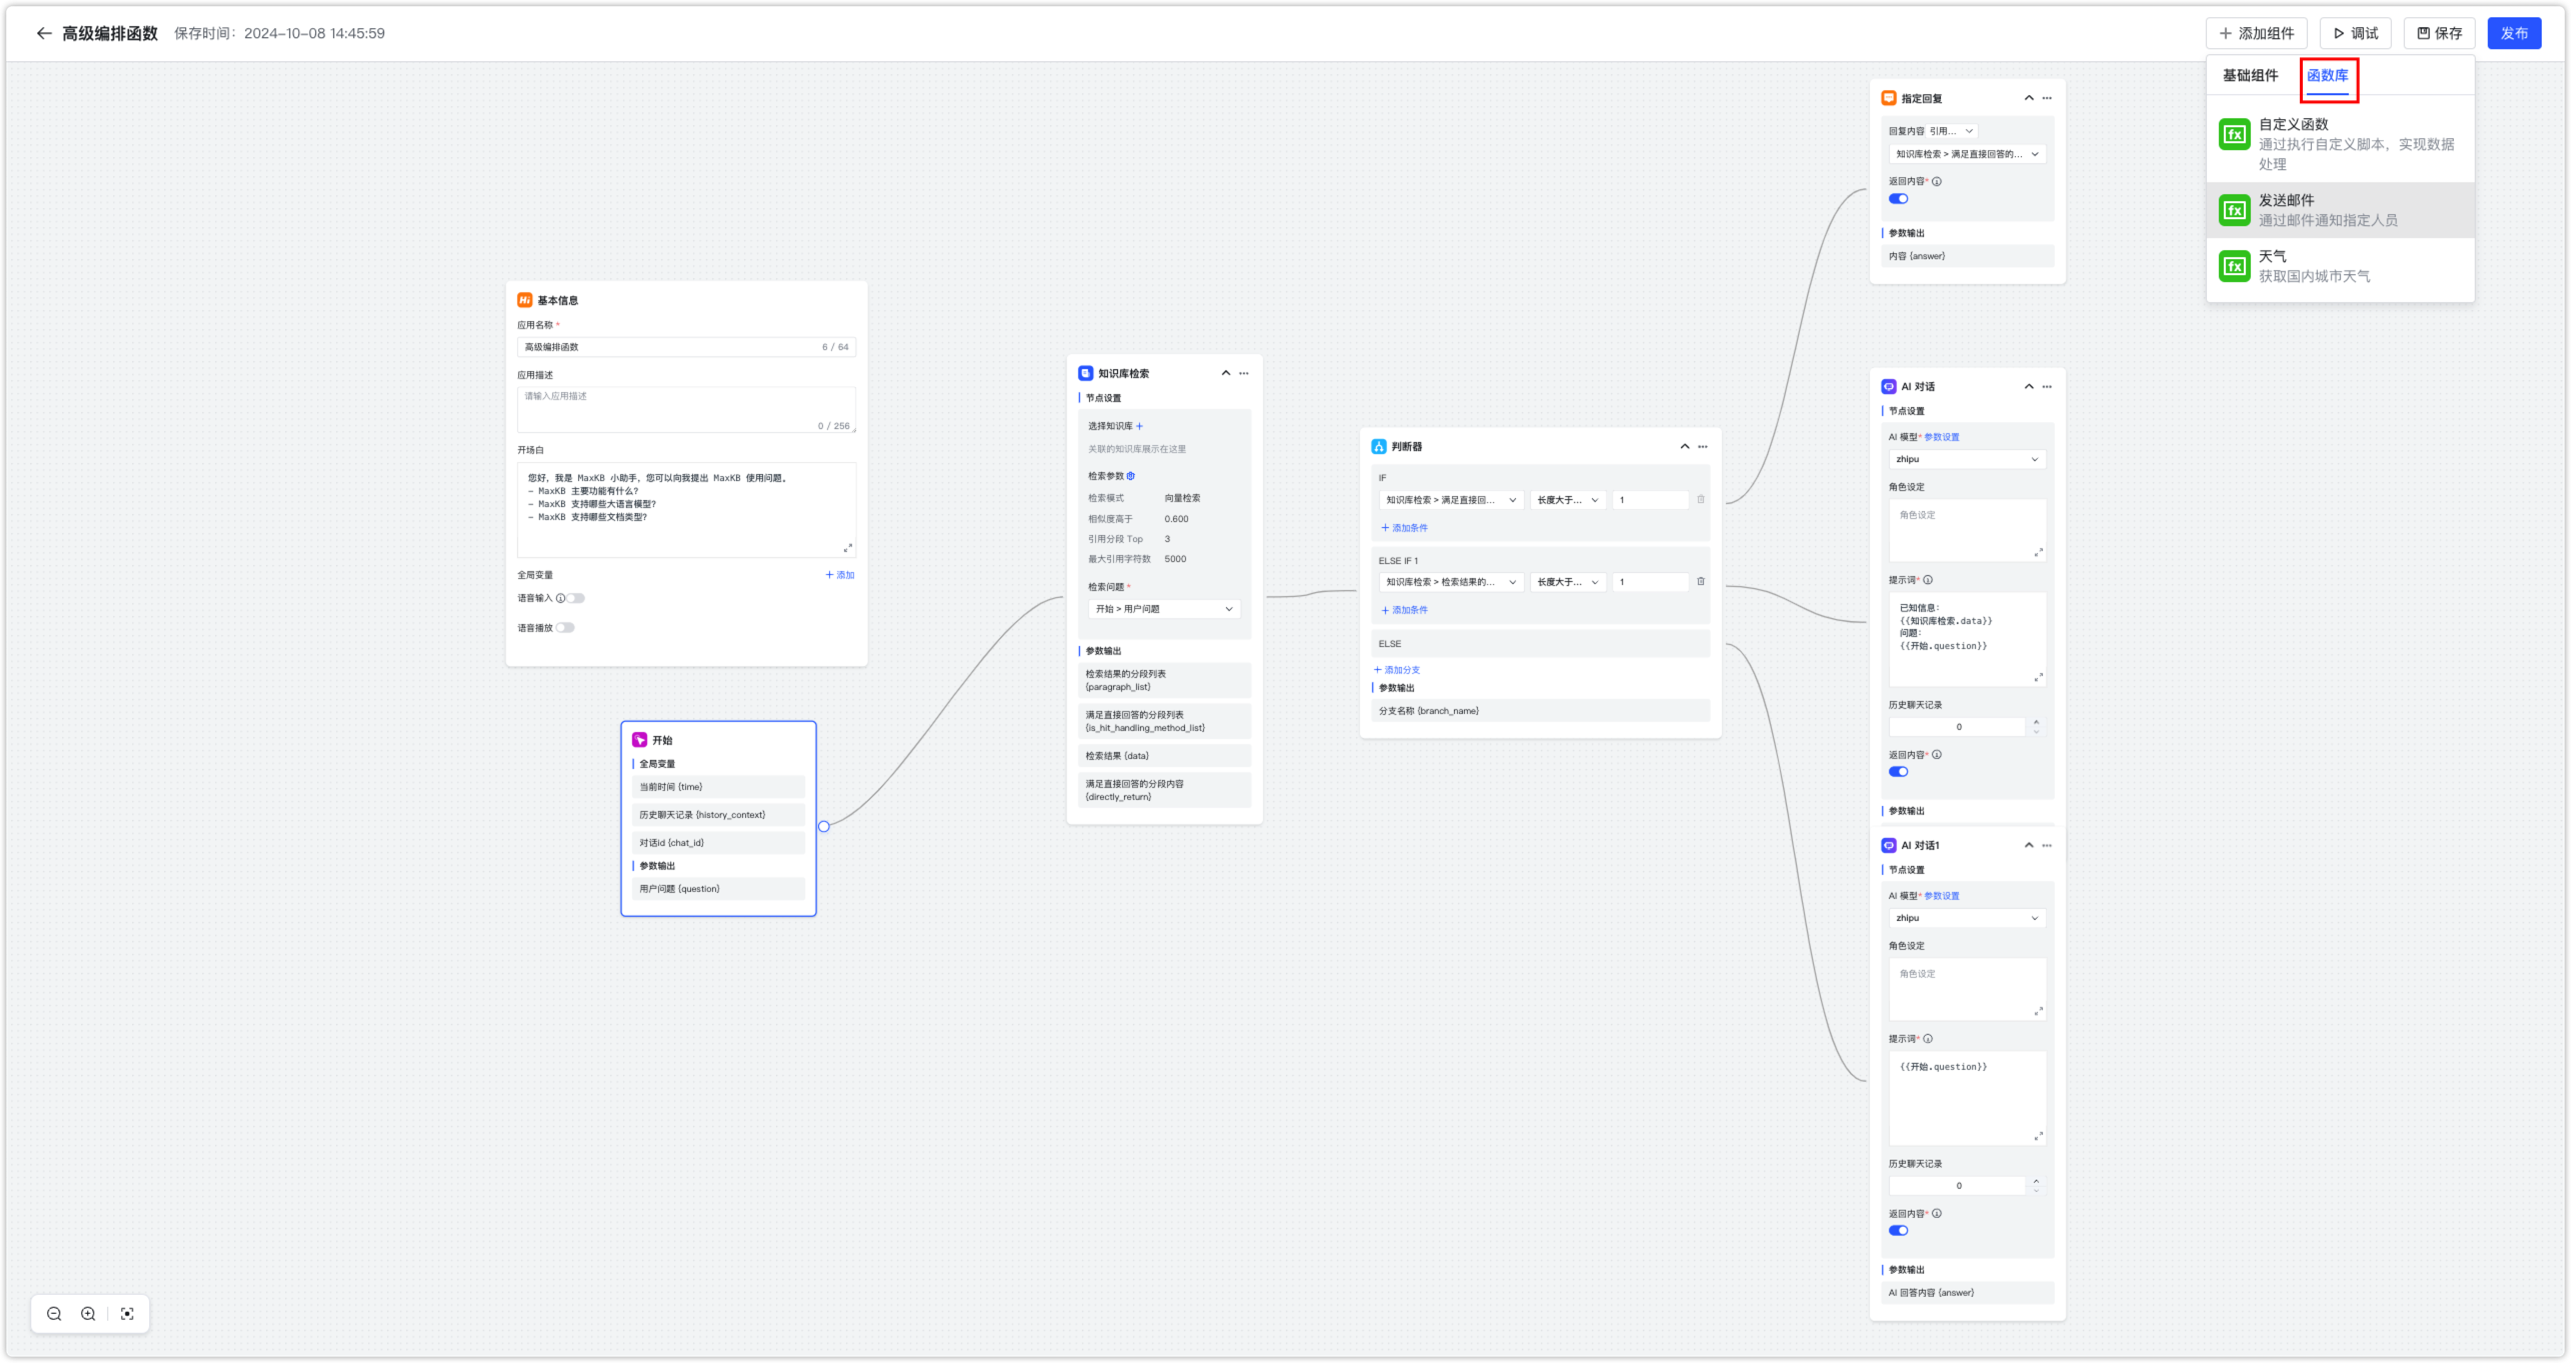 高级编排函数 保存时间：2024-10-08 14:45:59
添加组件 调试 保存 发布
基础组件 函数库
自定义函数
通过执行自定义脚本，实现数据
处理
发送邮件
通过邮件通知指定人员
天气
获取国内城市天气
基本信息
应用名称 *
高级编排函数 6 / 64
应用描述
请输入应用描述
0 / 256
开场白
您好，我是 MaxKB 小助手，您可以向我提出 MaxKB 使用问题。
- MaxKB 主要功能有什么？
- MaxKB 支持哪些大语言模型？
- MaxKB 支持哪些文档类型？
全局变量 + 添加
语音输入
语音播放
开始
全局变量
当前时间 {time}
历史聊天记录 {history_context}
对话id {chat_id}
参数输出
用户问题 {question}
知识库检索
节点设置
选择知识库 +
关联的知识库展示在这里
检索参数
检索模式 向量检索
相似度高于 0.600
引用分段 Top 3
最大引用字符数 5000
检索问题 *
开始 > 用户问题
参数输出
检索结果的分段列表
{paragraph_list}
满足直接回答的分段列表
{is_hit_handling_method_list}
检索结果 {data}
满足直接回答的分段内容
{directly_return}
判断器
IF
知识库检索 > 满足直接回... 长度大于... 1
+ 添加条件
ELSE IF 1
知识库检索 > 检索结果的... 长度大于... 1
+ 添加条件
ELSE
+ 添加分支
参数输出
分支名称 {branch_name}
指定回复
回复内容 引用...
知识库检索 > 满足直接回答的...
返回内容*
参数输出
内容 {answer}
AI 对话
节点设置
AI 模型* 参数设置
zhipu
角色设定
角色设定
提示词*
已知信息：
{{知识库检索.data}}
问题：
{{开始.question}}
历史聊天记录
0
返回内容*
参数输出
AI 对话1
节点设置
AI 模型* 参数设置
zhipu
角色设定
角色设定
提示词*
{{开始.question}}
历史聊天记录
0
返回内容*
参数输出
AI 回答内容 {answer}